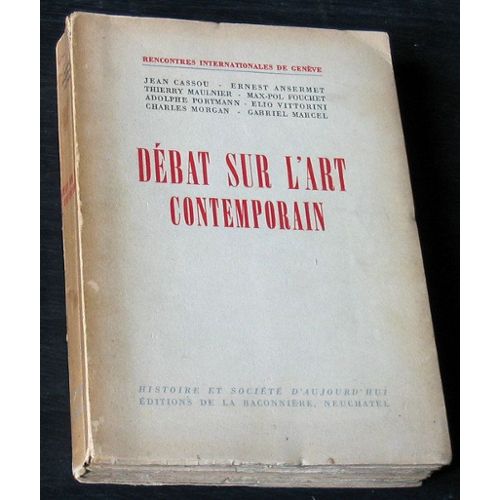 RENCONTRES INTERNATIONALES DE GENÈVE
JEAN CASSOU - ERNEST ANSERMET
THIERRY MAULNIER - MAX-POL FOUCHET
ADOLPHE PORTMANN - ELIO VITTORINI
CHARLES MORGAN - GABRIEL MARCEL
DÉBAT SUR L'ART
CONTEMPORAIN
HISTOIRE ET SOCIÉTÉ D'AUJOURD'HUI
ÉDITIONS DE LA BACONNIÈRE, NEUCHATEL